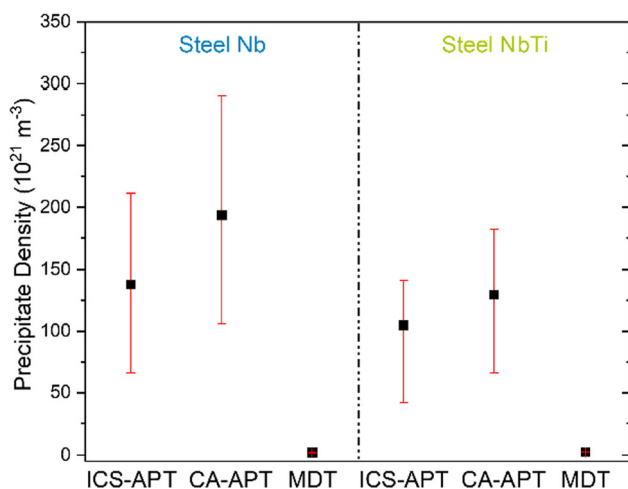 Steel Nb
Steel NbTi
Precipitate Density (10²¹ m⁻³)
350
300
250
200
150
100
50
0
ICS-APT CA-APT MDT ICS-APT CA-APT MDT